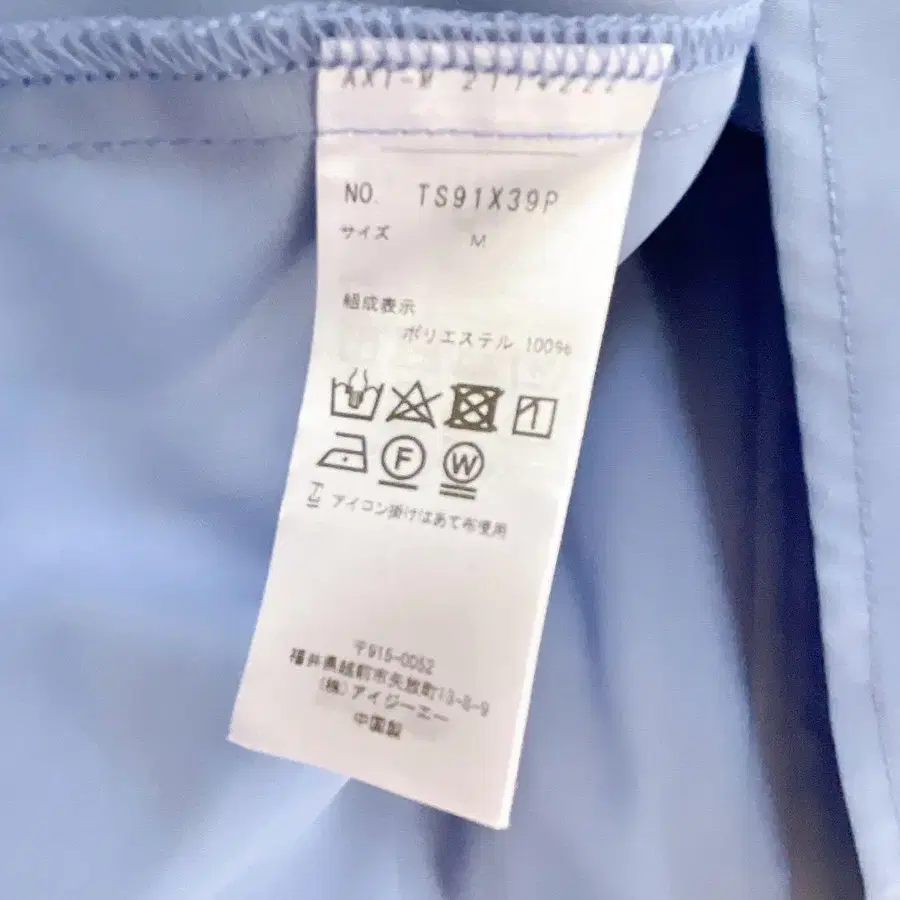 NO. TS91X39P
サイズ M
組成表示
ポリエステル 100%
F W
アイロン掛けはあて布使用
〒915-0052
福井県越前市矢放町13-8-9
(株)アイジーエー
中国製